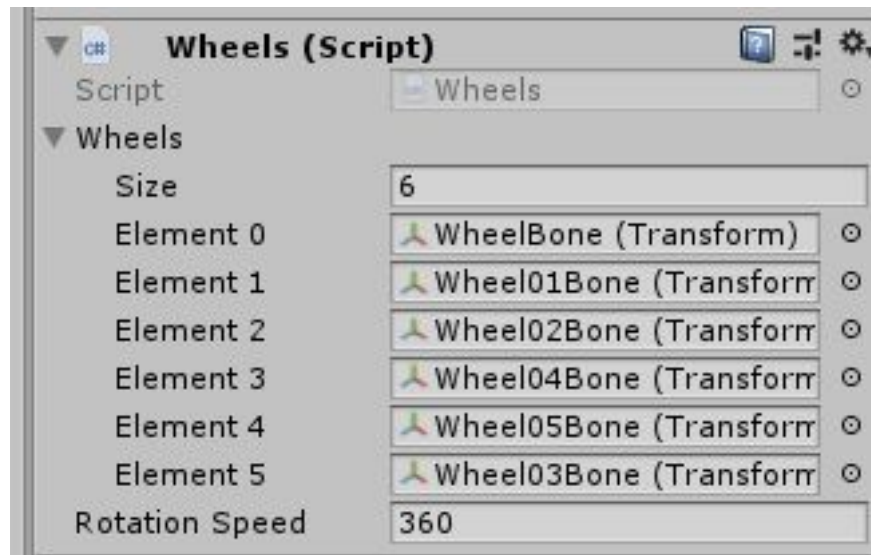 Wheels (Script)
Script Wheels
Wheels
Size 6
Element 0 WheelBone (Transform)
Element 1 Wheel01Bone (Transform
Element 2 Wheel02Bone (Transform
Element 3 Wheel04Bone (Transform
Element 4 Wheel05Bone (Transform
Element 5 Wheel03Bone (Transform
Rotation Speed 360